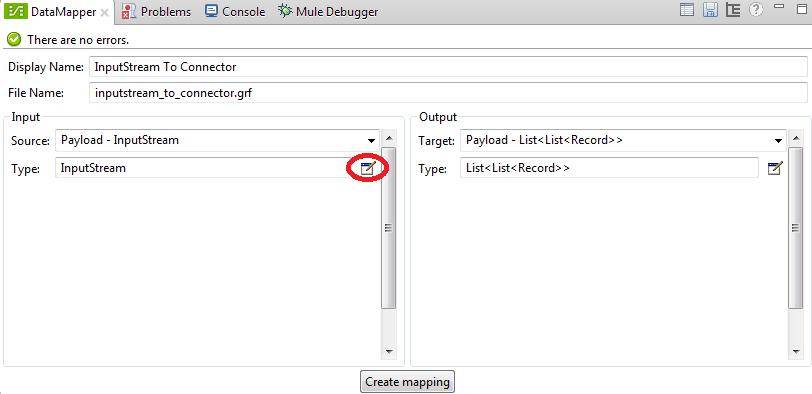 DataMapper Problems Console Mule Debugger
There are no errors.
Display Name: InputStream To Connector
File Name: inputstream_to_connector.grf
Input
Source: Payload - InputStream
Type: InputStream
Output
Target: Payload - List<List<Record>>
Type: List<List<Record>>
Create mapping